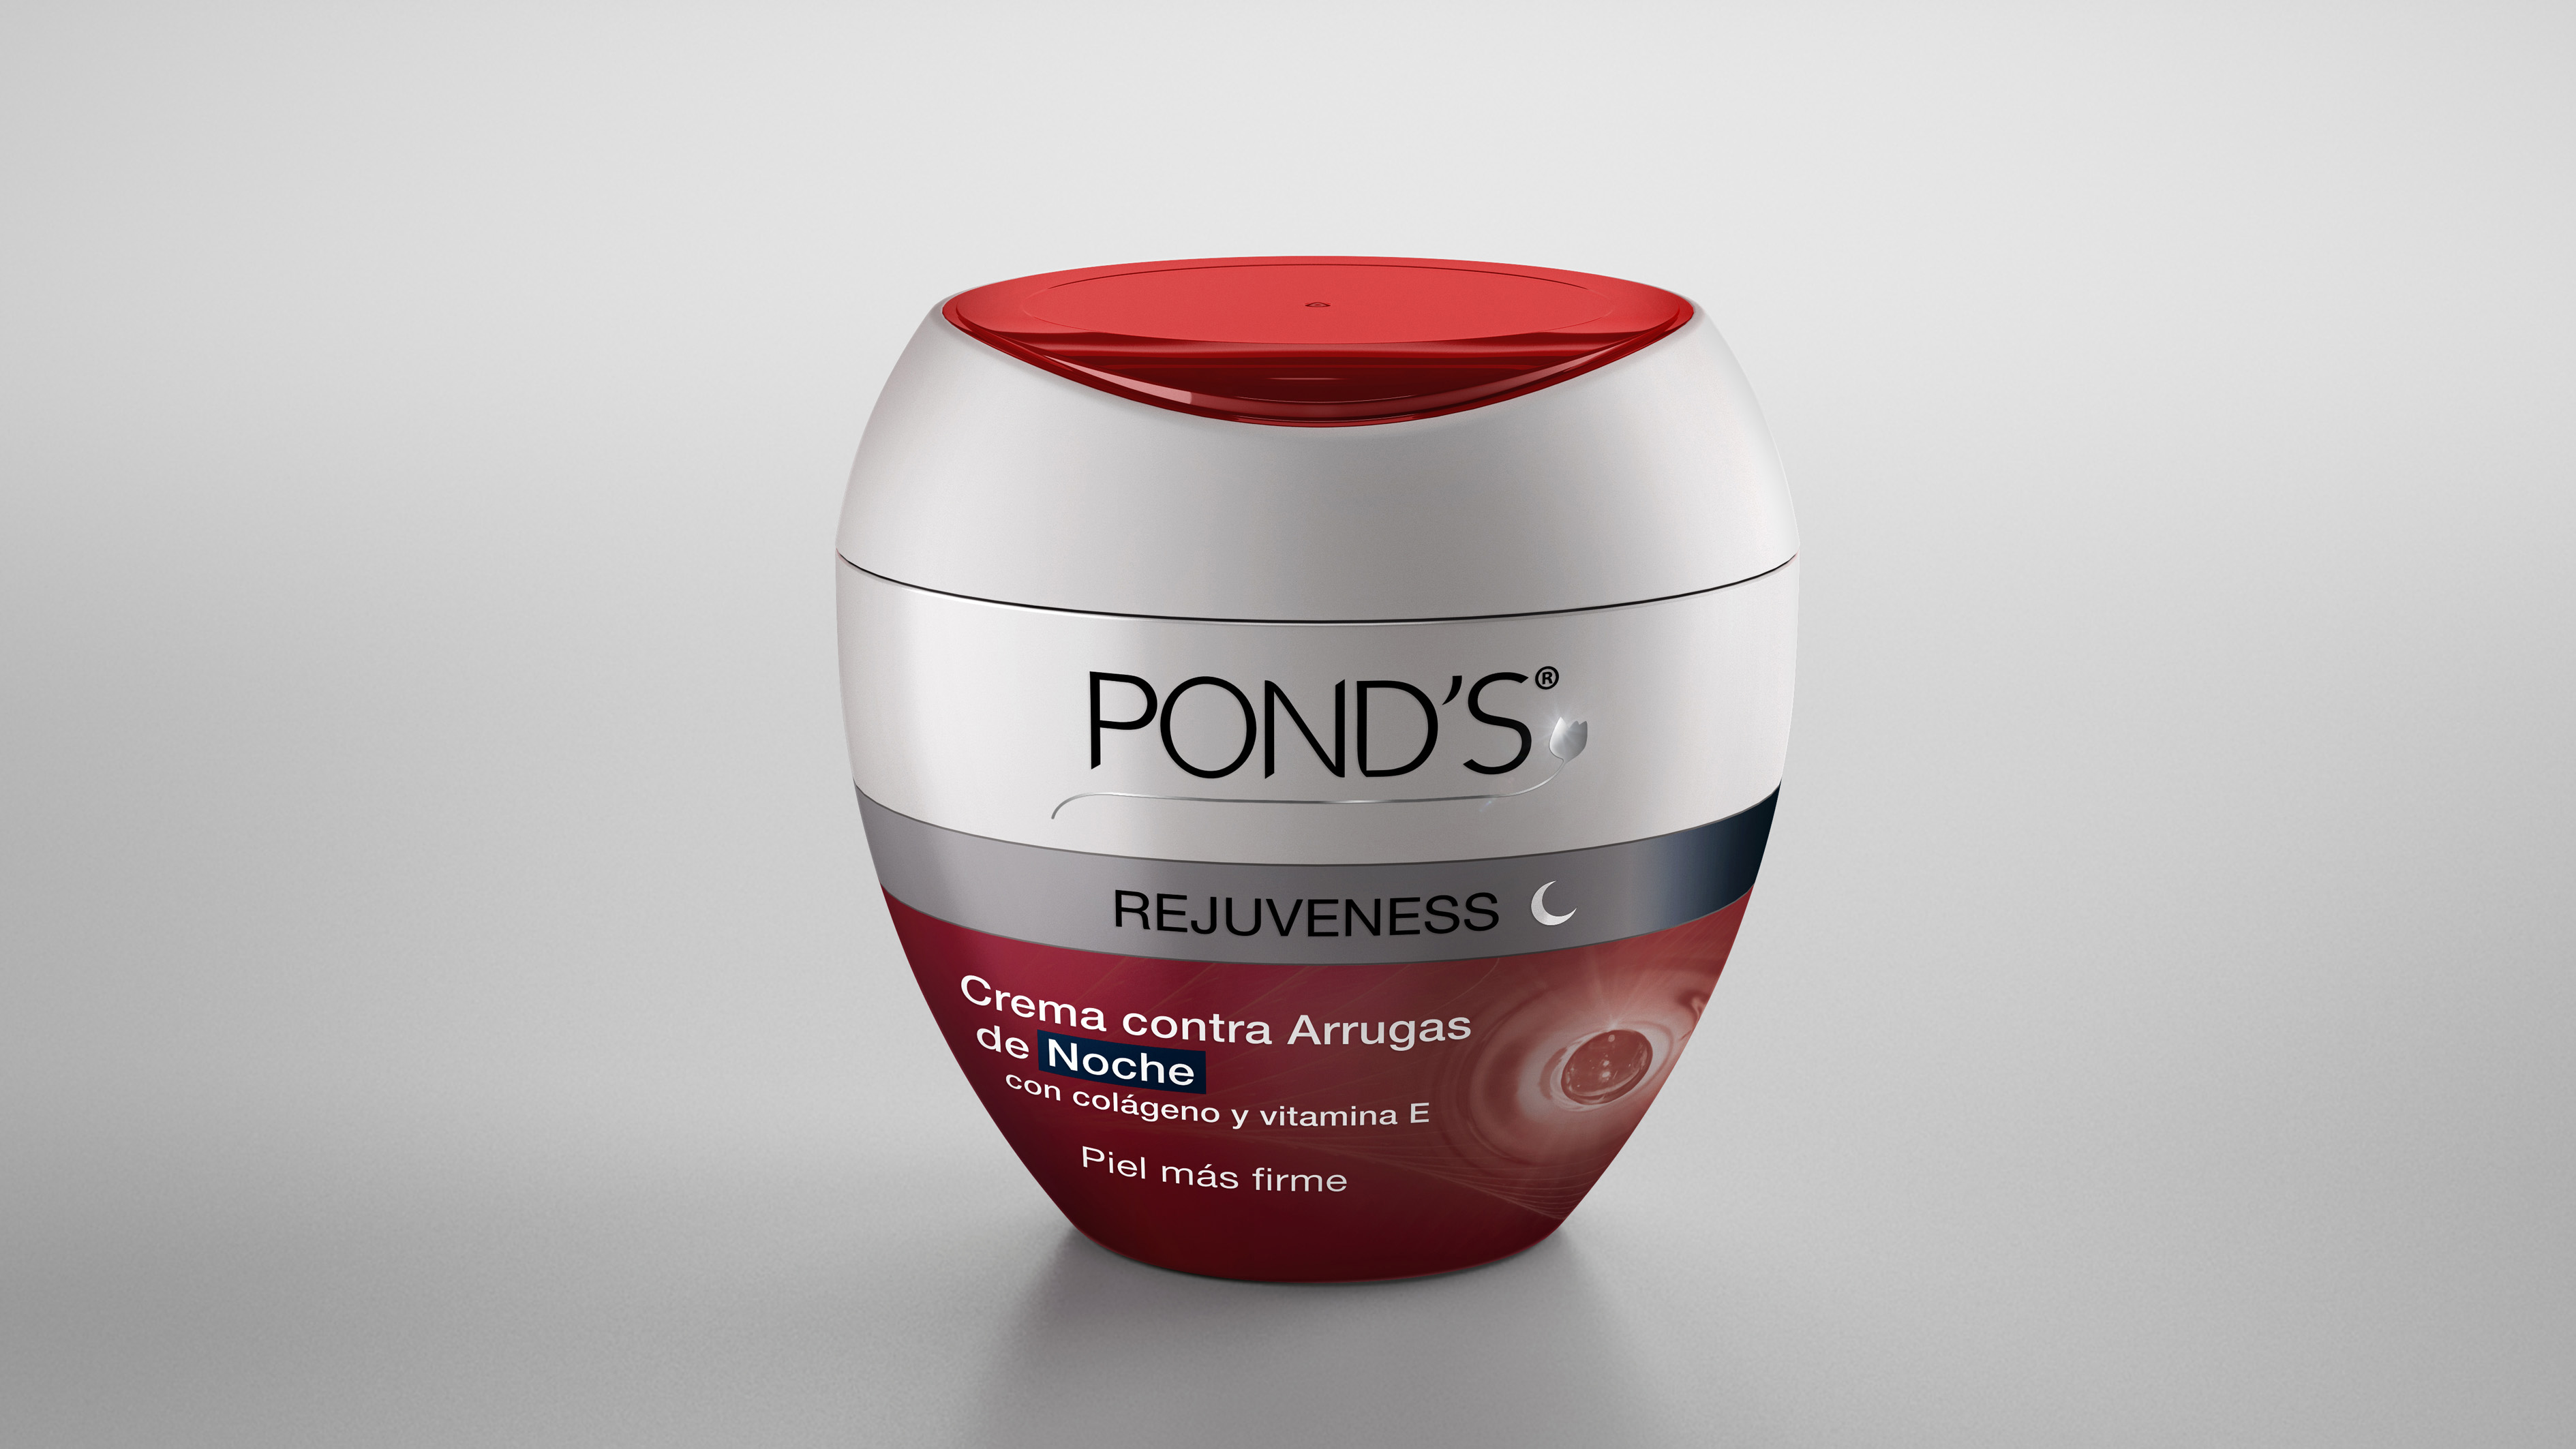 POND'S®
REJUVENESS
Crema contra Arrugas
de Noche
con colágeno y vitamina E
Piel más firme